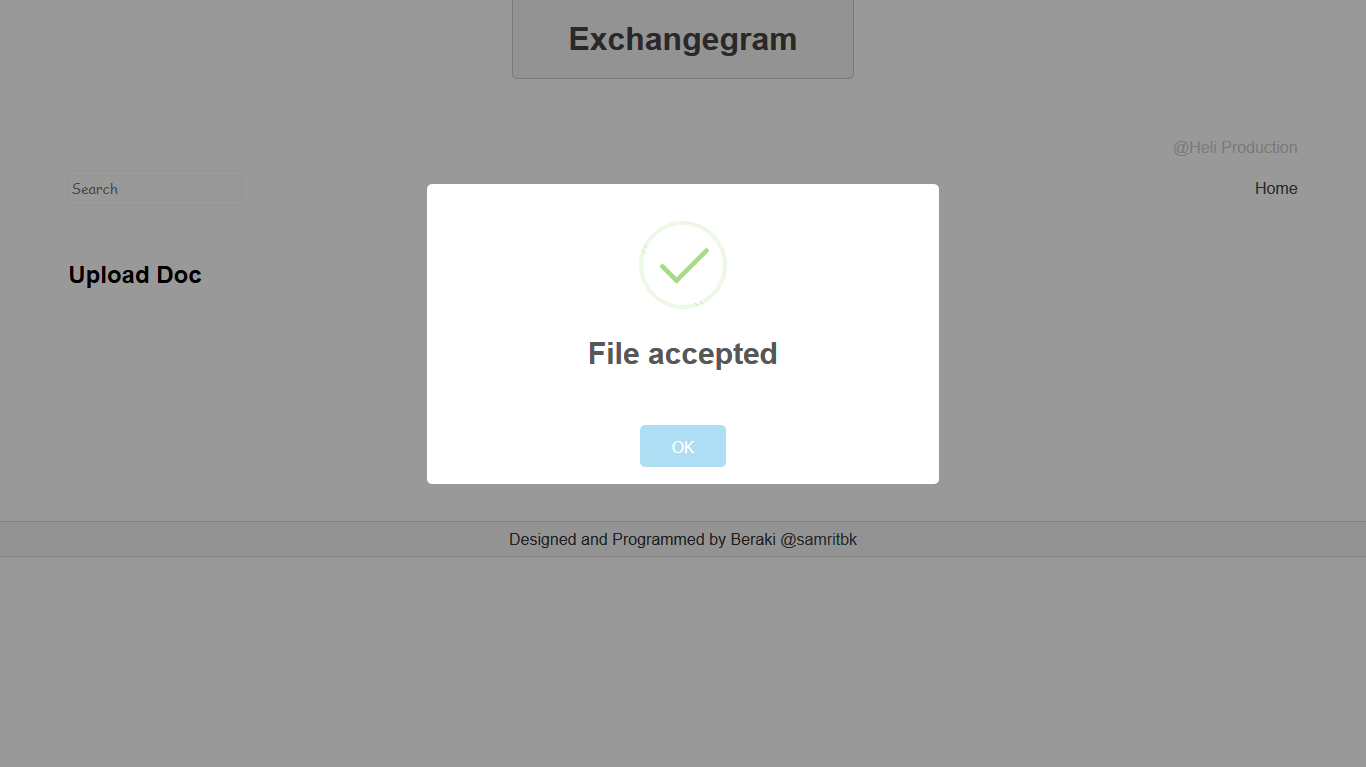 Exchangegram
@Heli Production
Search
Home
Upload Doc
File accepted
OK
Designed and Programmed by Beraki @samritbk